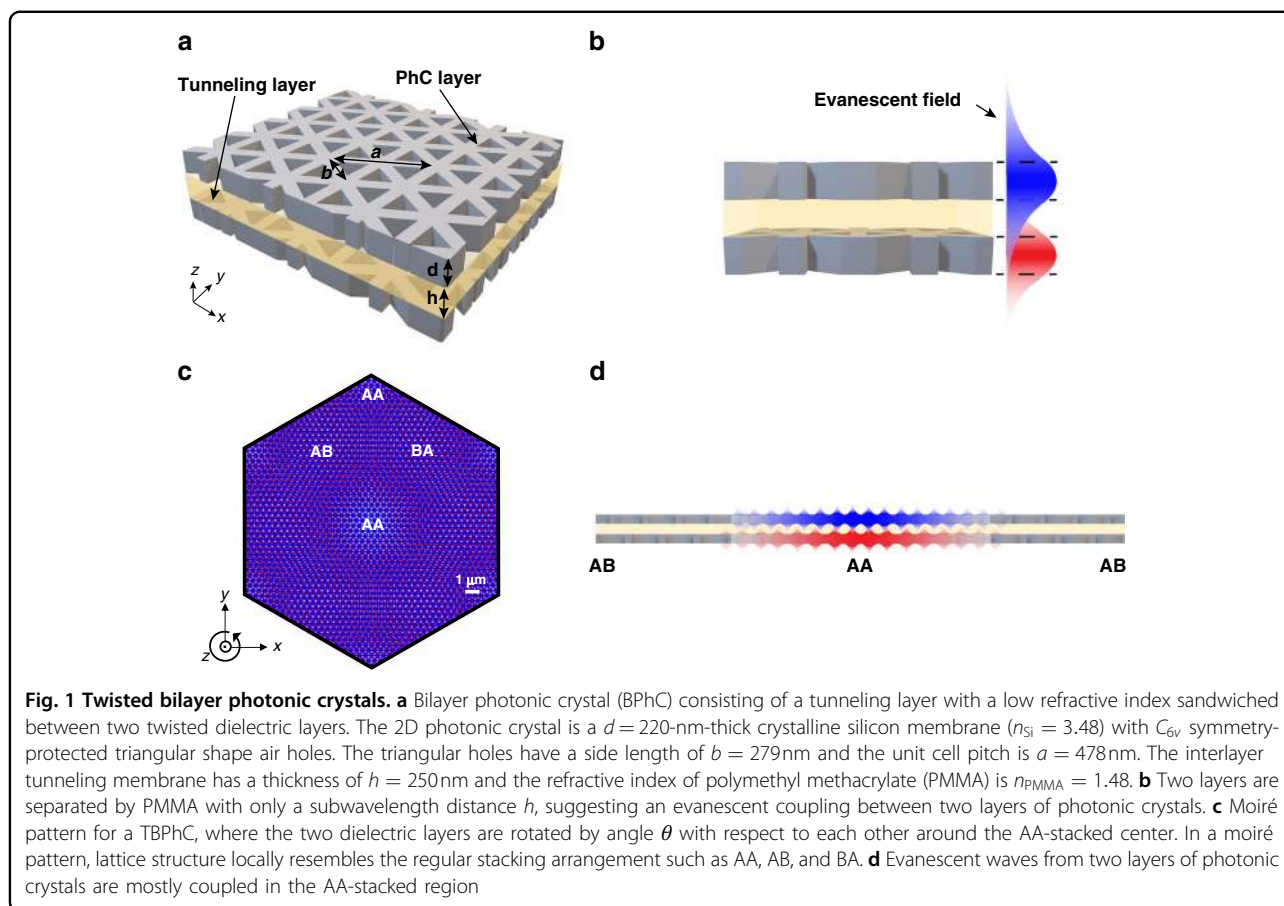 a
Tunneling layer
PhC layer
a
b
d
h
z
y
x
b
Evanescent field
c
AA
AB
BA
AA
1 μm
y
z
x
d
AB
AA
AB
Fig. 1 Twisted bilayer photonic crystals. a Bilayer photonic crystal (BPhC) consisting of a tunneling layer with a low refractive index sandwiched
between two twisted dielectric layers. The 2D photonic crystal is a d = 220-nm-thick crystalline silicon membrane (nSi = 3.48) with C6v symmetry-
protected triangular shape air holes. The triangular holes have a side length of b = 279nm and the unit cell pitch is a = 478nm. The interlayer
tunneling membrane has a thickness of h = 250nm and the refractive index of polymethyl methacrylate (PMMA) is nPMMA = 1.48. b Two layers are
separated by PMMA with only a subwavelength distance h, suggesting an evanescent coupling between two layers of photonic crystals. c Moiré
pattern for a TBPhC, where the two dielectric layers are rotated by angle θ with respect to each other around the AA-stacked center. In a moiré
pattern, lattice structure locally resembles the regular stacking arrangement such as AA, AB, and BA. d Evanescent waves from two layers of photonic
crystals are mostly coupled in the AA-stacked region